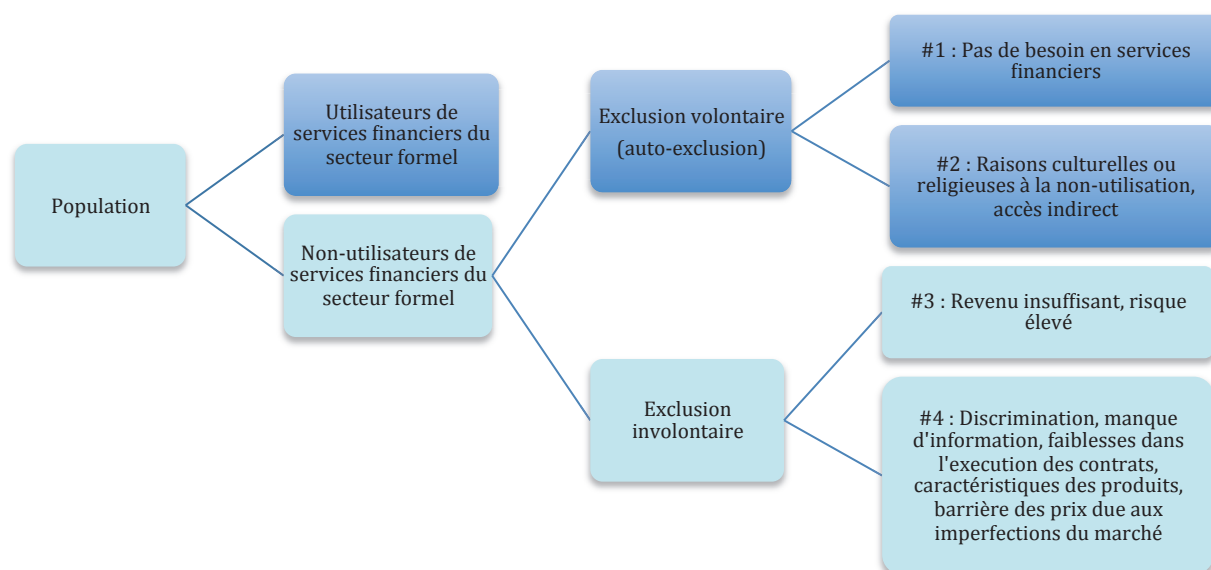 Population
Utilisateurs de
services financiers du
secteur formel
Non-utilisateurs de
services financiers du
secteur formel
Exclusion volontaire
(auto-exclusion)
Exclusion
involontaire
#1 : Pas de besoin en services
financiers
#2 : Raisons culturelles ou
religieuses à la non-utilisation,
accès indirect
#3 : Revenu insuffisant, risque
élevé
#4 : Discrimination, manque
d'information, faiblesses dans
l'execution des contrats,
caractéristiques des produits,
barrière des prix due aux
imperfections du marché